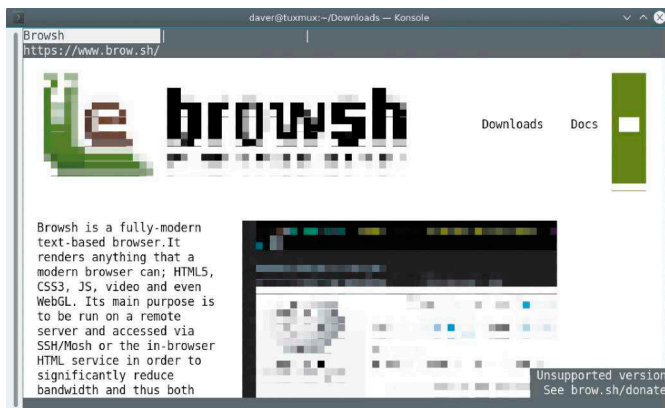 daver@tuxmux:~/Downloads — Konsole
Browsh
https://www.brow.sh/
browsh
Downloads Docs
Browsh is a fully-modern
text-based browser.It
renders anything that a
modern browser can; HTML5,
CSS3, JS, video and even
WebGL. Its main purpose is
to be run on a remote
server and accessed via
SSH/Mosh or the in-browser
HTML service in order to
significantly reduce
bandwidth and thus both
Unsupported version
See brow.sh/donate